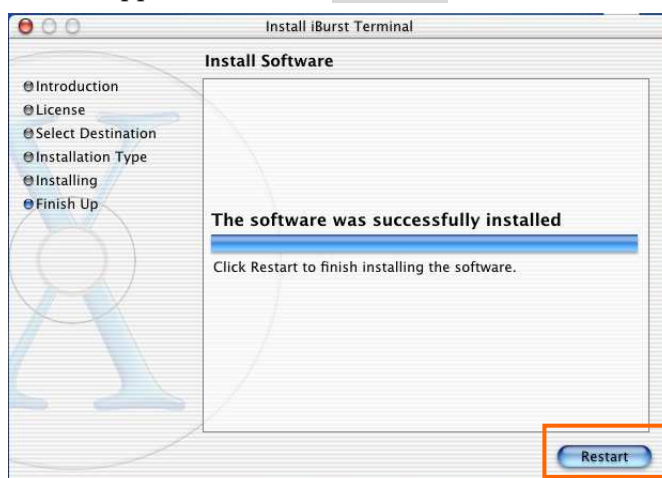 Install iBurst Terminal
Install Software
Introduction
License
Select Destination
Installation Type
Installing
Finish Up
The software was successfully installed
Click Restart to finish installing the software.
Restart